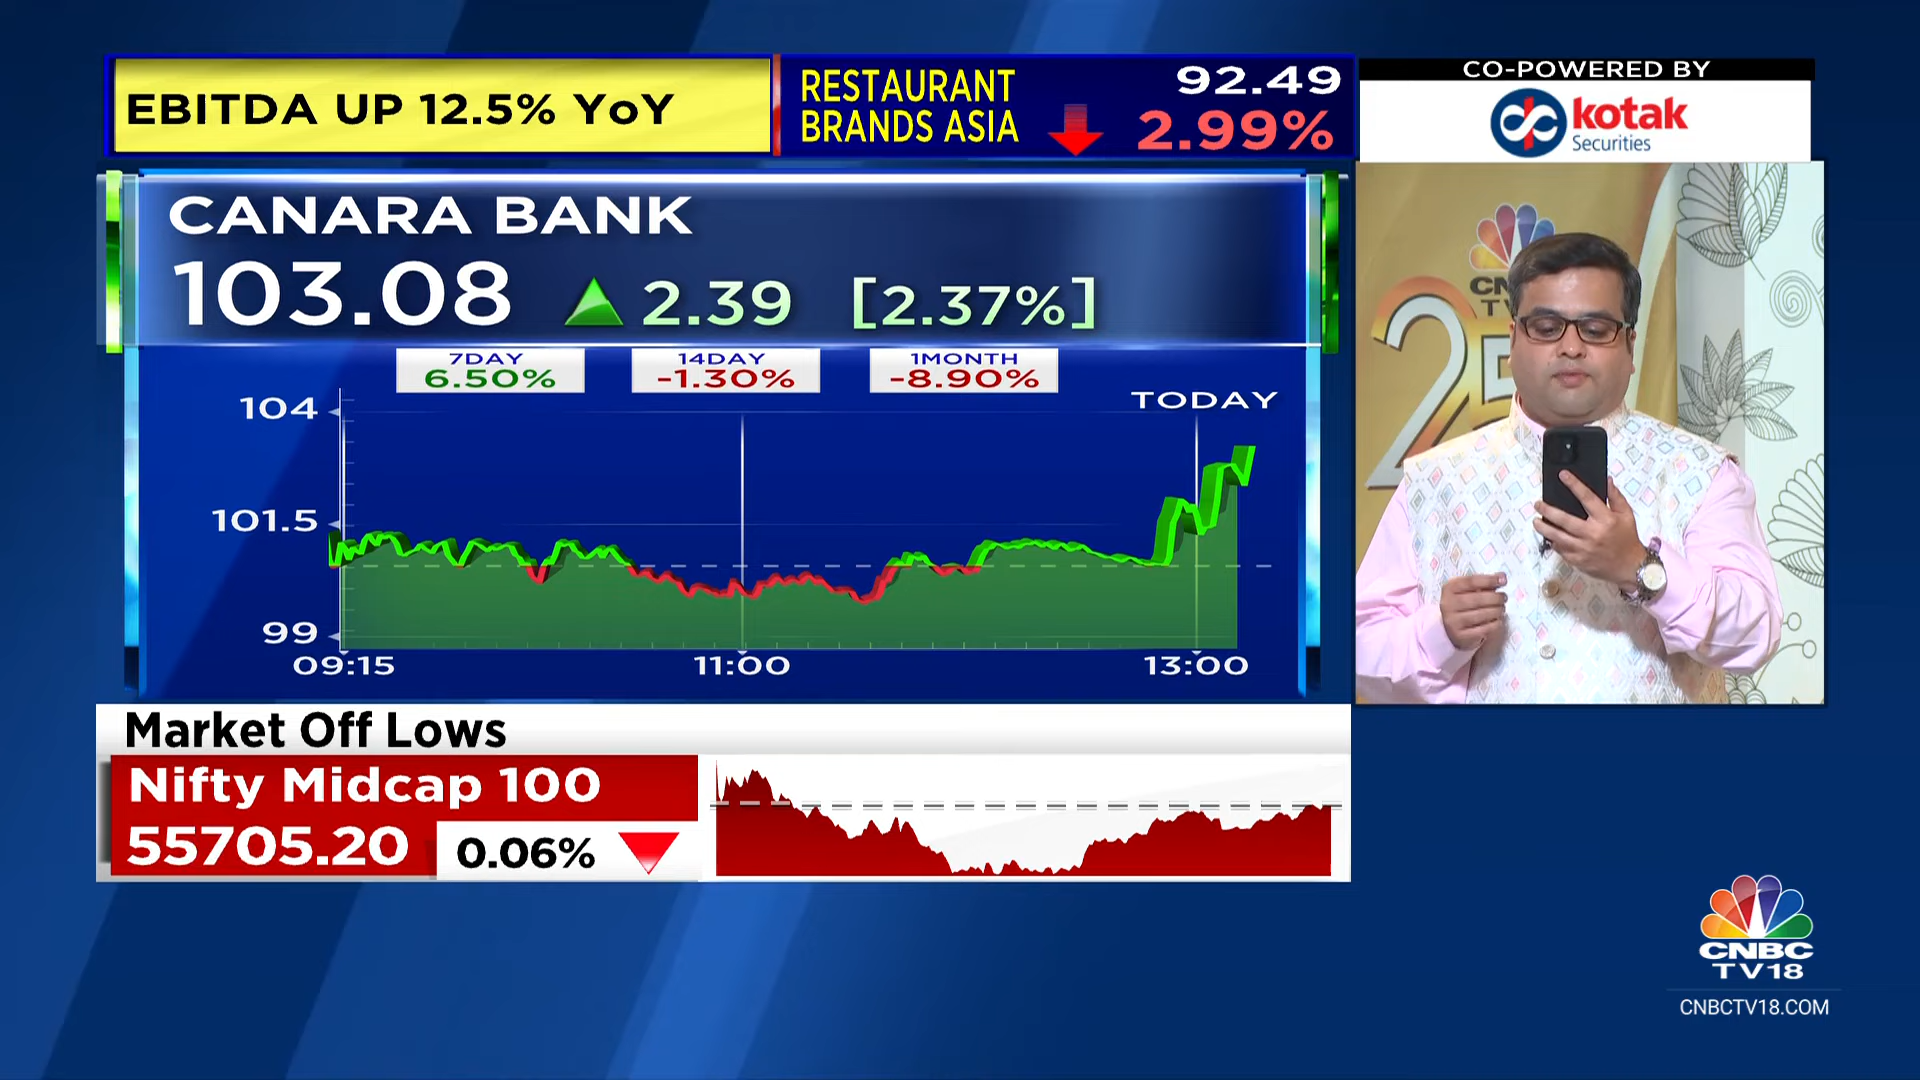 EBITDA UP 12.5% YoY
RESTAURANT
BRANDS ASIA
92.49
2.99%
CO-POWERED BY
kotak
Securities
CANARA BANK
103.08 2.39 [2.37%]
7DAY
6.50%
14DAY
-1.30%
1MONTH
-8.90%
TODAY
104
101.5
99
09:15 11:00 13:00
25
Market Off Lows
Nifty Midcap 100
55705.20 0.06%
CNBC
TV18
CNBCTV18.COM